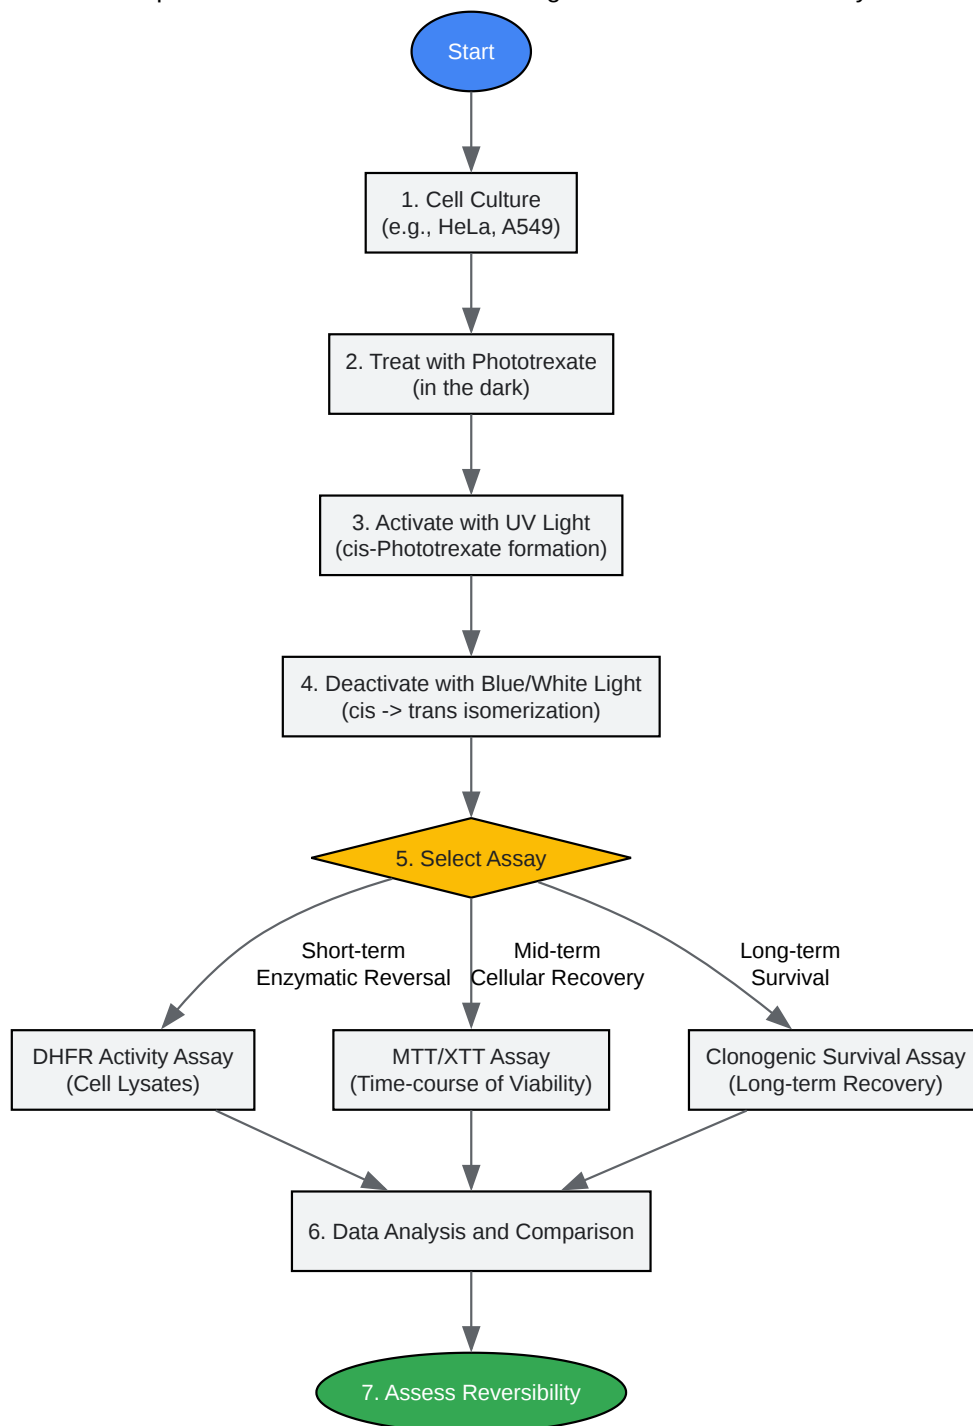 Start
1. Cell Culture
(e.g., HeLa, A549)
2. Treat with Phototrexate
(in the dark)
3. Activate with UV Light
(cis-Phototrexate formation)
4. Deactivate with Blue/White Light
(cis -> trans isomerization)
5. Select Assay
Short-term
Enzymatic Reversal
Mid-term
Cellular Recovery
Long-term
Survival
DHFR Activity Assay
(Cell Lysates)
MTT/XTT Assay
(Time-course of Viability)
Clonogenic Survival Assay
(Long-term Recovery)
6. Data Analysis and Comparison
7. Assess Reversibility